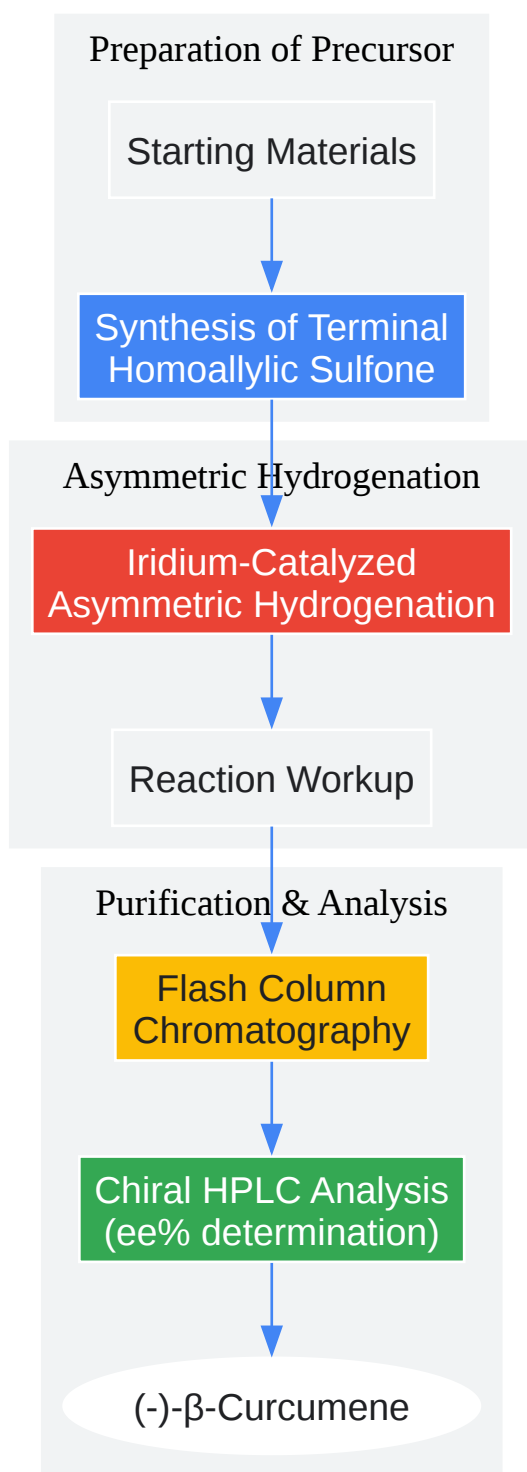 Preparation of Precursor
Starting Materials
Synthesis of Terminal
Homoallylic Sulfone
Asymmetric Hydrogenation
Iridium-Catalyzed
Asymmetric Hydrogenation
Reaction Workup
Purification & Analysis
Flash Column
Chromatography
Chiral HPLC Analysis
(ee% determination)
(-)-β-Curcumene